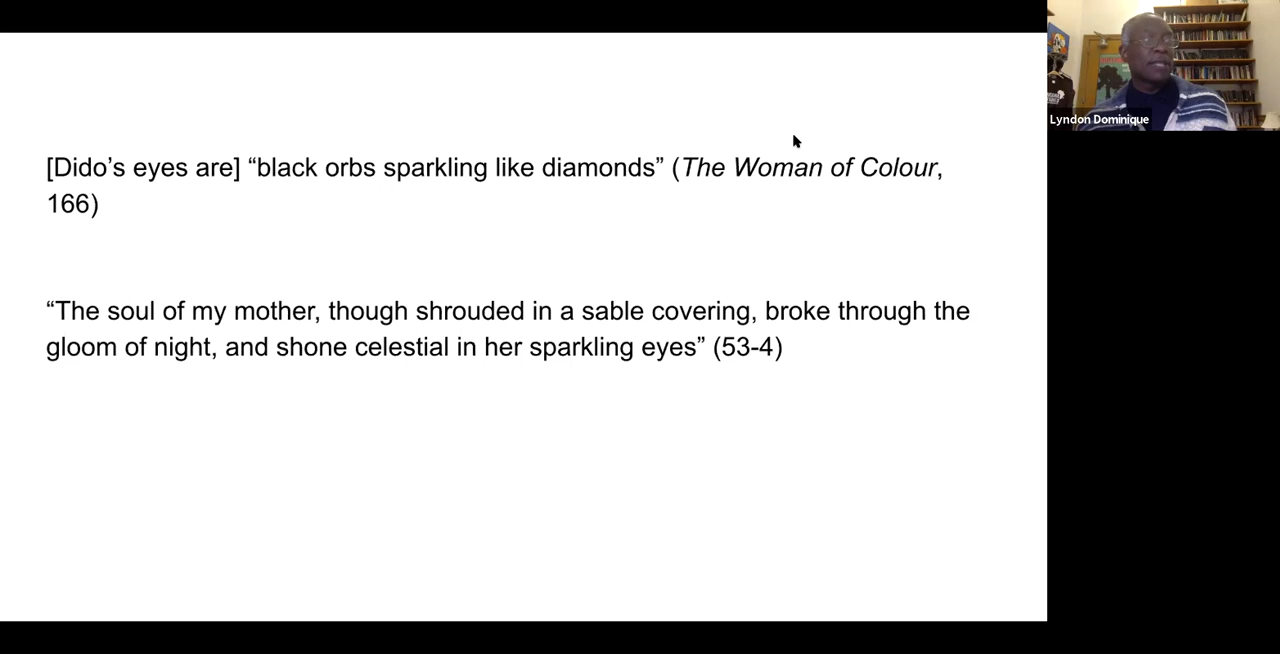 [Dido’s eyes are] “black orbs sparkling like diamonds” (The Woman of Colour,
166)
“The soul of my mother, though shrouded in a sable covering, broke through the
gloom of night, and shone celestial in her sparkling eyes” (53-4)
Lyndon Dominique